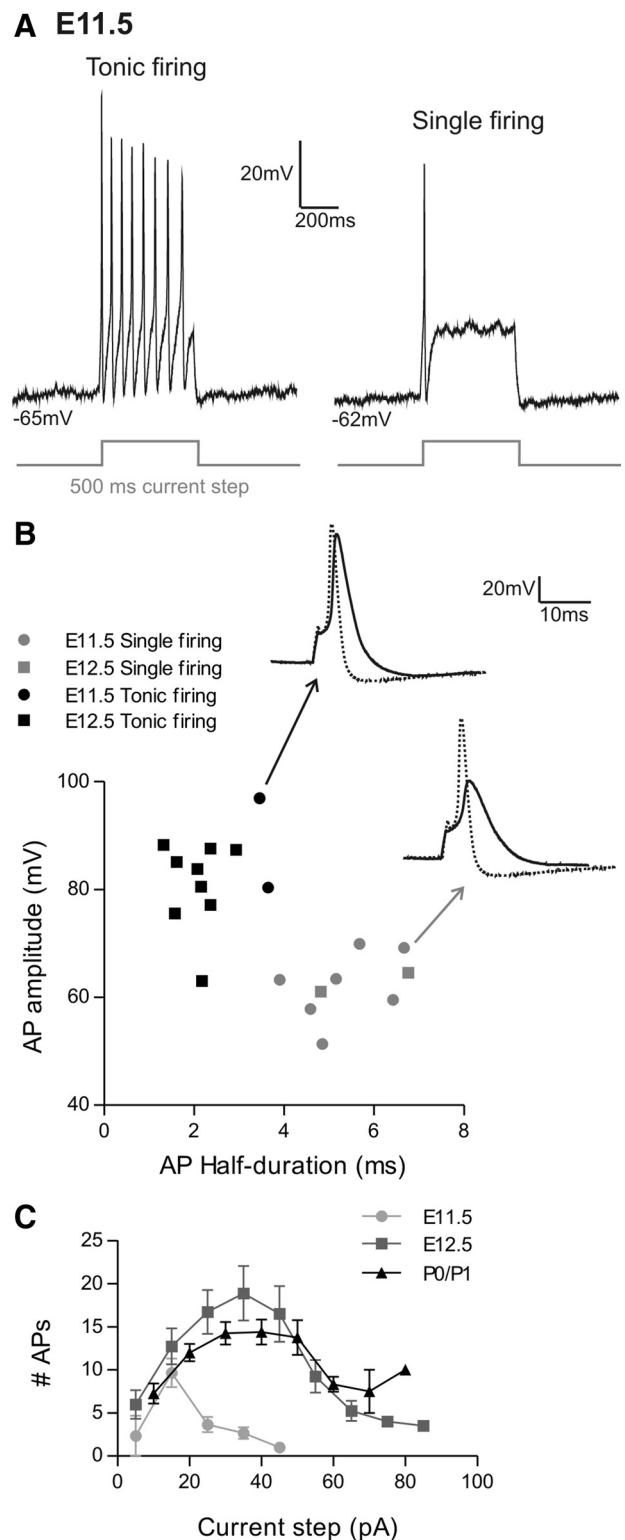 A E11.5
Tonic firing
Single firing
20mV
200ms
-65mV
-62mV
500 ms current step
B
20mV
10ms
E11.5 Single firing
E12.5 Single firing
E11.5 Tonic firing
E12.5 Tonic firing
100
80
60
40
AP amplitude (mV)
0 2 4 6 8
AP Half-duration (ms)
C
E11.5
E12.5
P0/P1
25
20
15
10
5
0
# APs
0 20 40 60 80 100
Current step (pA)